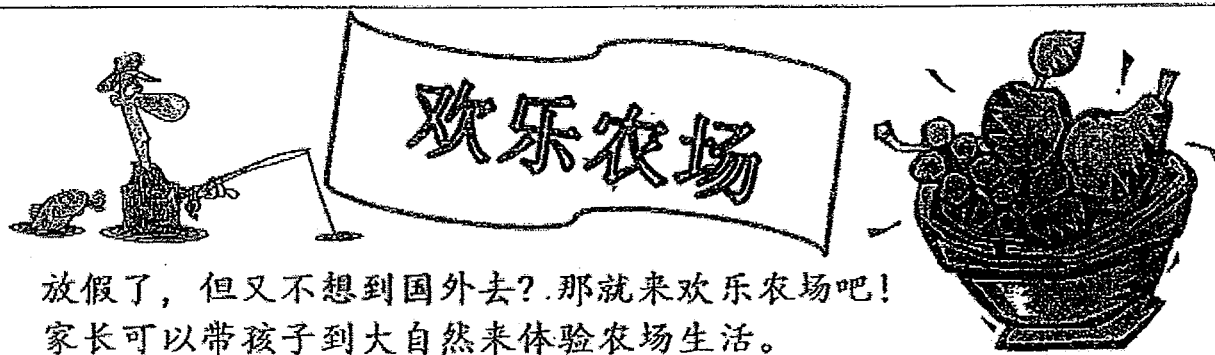 欢乐农场
放假了，但又不想到国外去？那就来欢乐农场吧！
家长可以带孩子到大自然来体验农场生活。